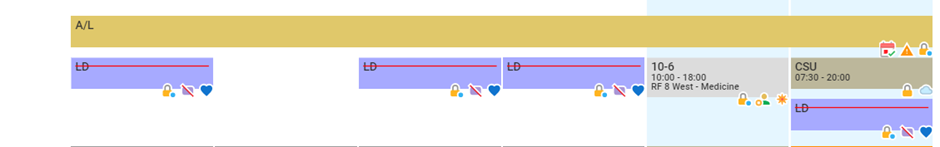 A/L
LD
LD
LD
10-6
10:00 - 18:00
RF 8 West - Medicine
CSU
07:30 - 20:00
LD